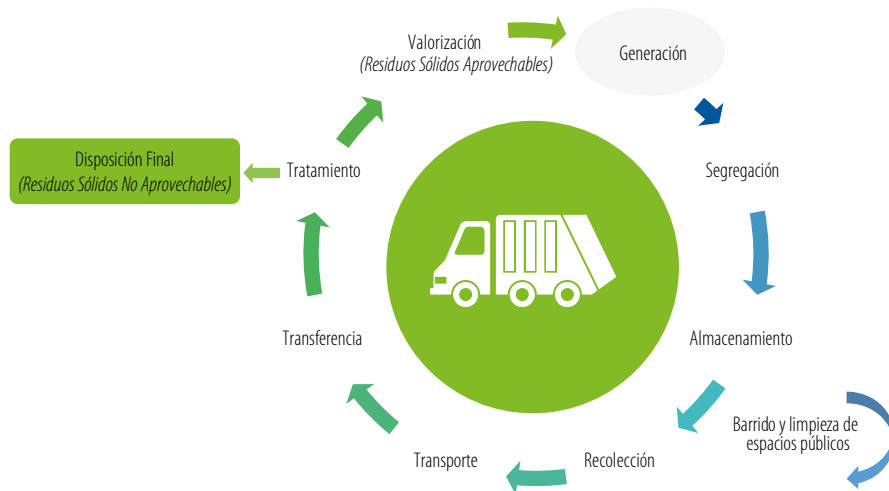 Valorización
(Residuos Sólidos Aprovechables)
Generación
Disposición Final
(Residuos Sólidos No Aprovechables)
Tratamiento
Segregación
Transferencia
Almacenamiento
Barrido y limpieza de
espacios públicos
Transporte
Recolección